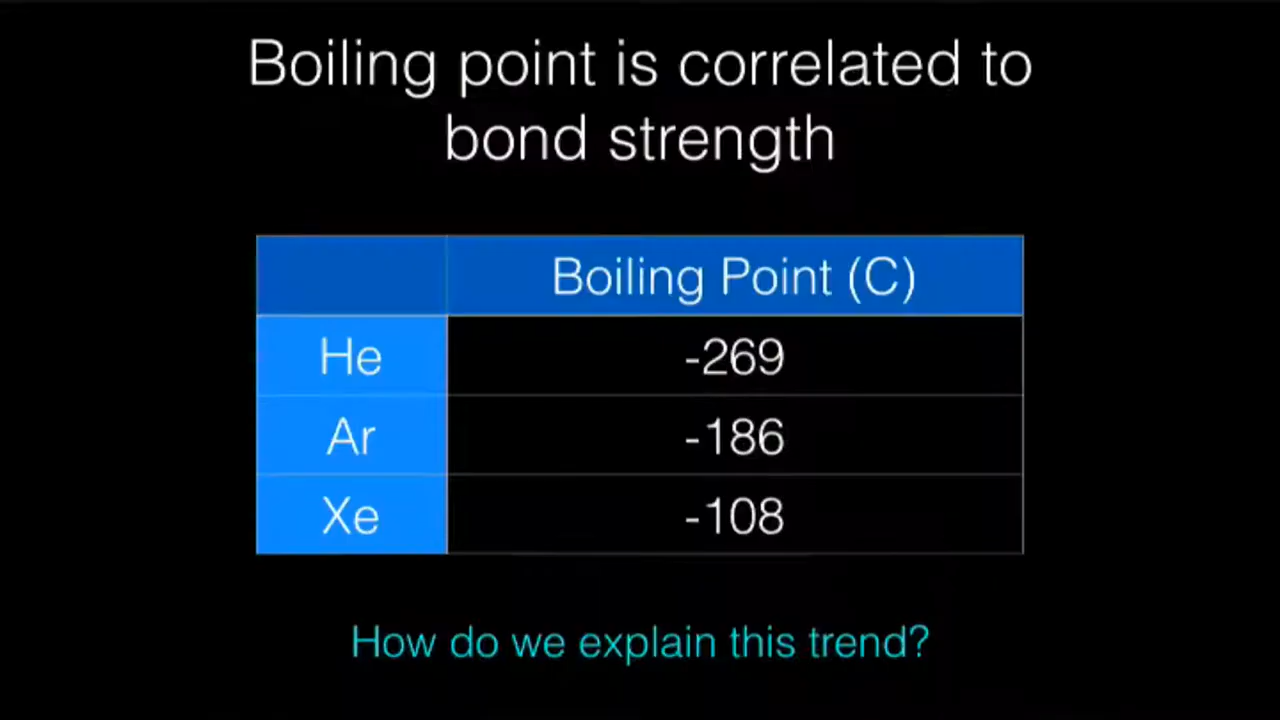 Boiling point is correlated to
bond strength
Boiling Point (C)
He -269
Ar -186
Xe -108
How do we explain this trend?